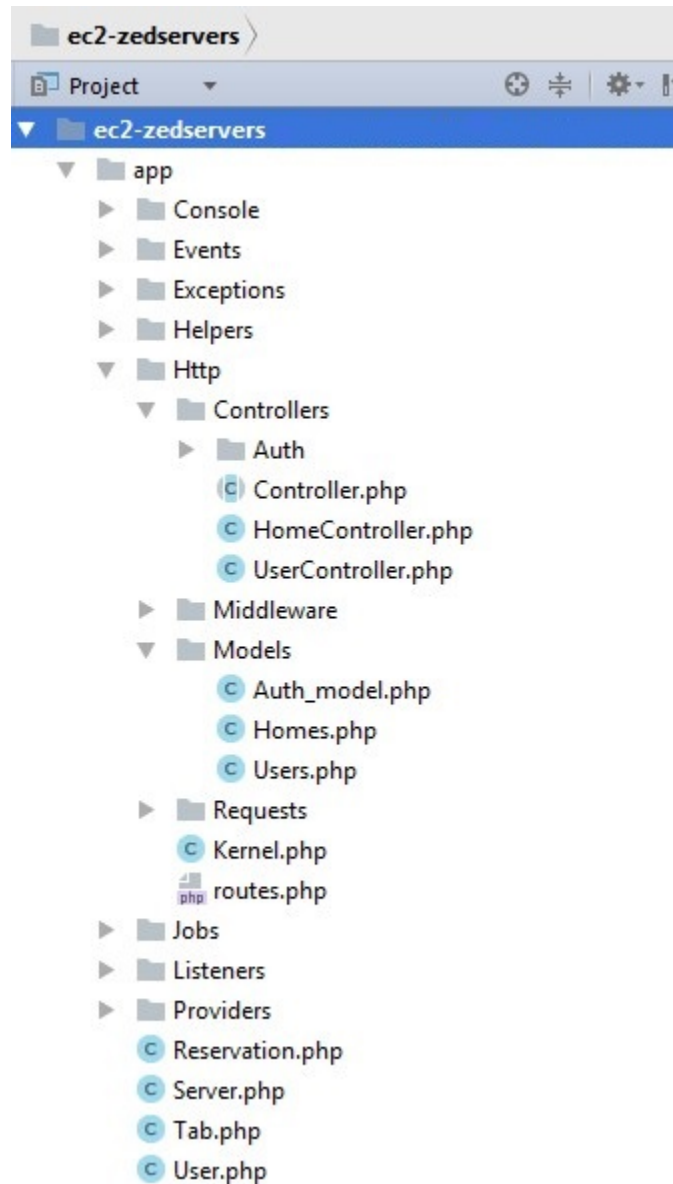 ec2-zedservers
Project
ec2-zedservers
app
Console
Events
Exceptions
Helpers
Http
Controllers
Auth
C Controller.php
C HomeController.php
C UserController.php
Middleware
Models
C Auth_model.php
C Homes.php
C Users.php
Requests
C Kernel.php
php routes.php
Jobs
Listeners
Providers
C Reservation.php
C Server.php
C Tab.php
C User.php